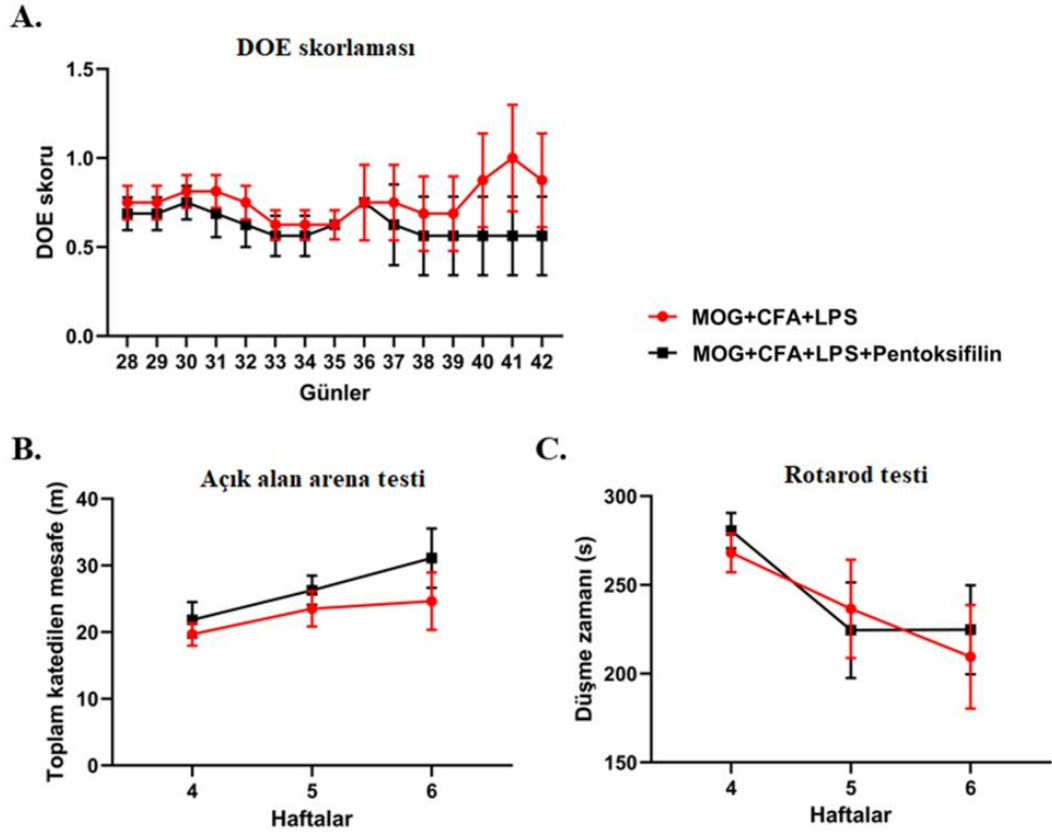 A.
DOE skorlaması
1.5
1.0
0.5
0.0
DOE skoru
28 29 30 31 32 33 34 35 36 37 38 39 40 41 42
Günler
MOG+CFA+LPS
MOG+CFA+LPS+Pentoksifilin
B.
Açık alan arena testi
40
30
20
10
0
Toplam katedilen mesafe (m)
4 5 6
Haftalar
C.
Rotarod testi
300
250
200
150
Düşme zamanı (s)
4 5 6
Haftalar